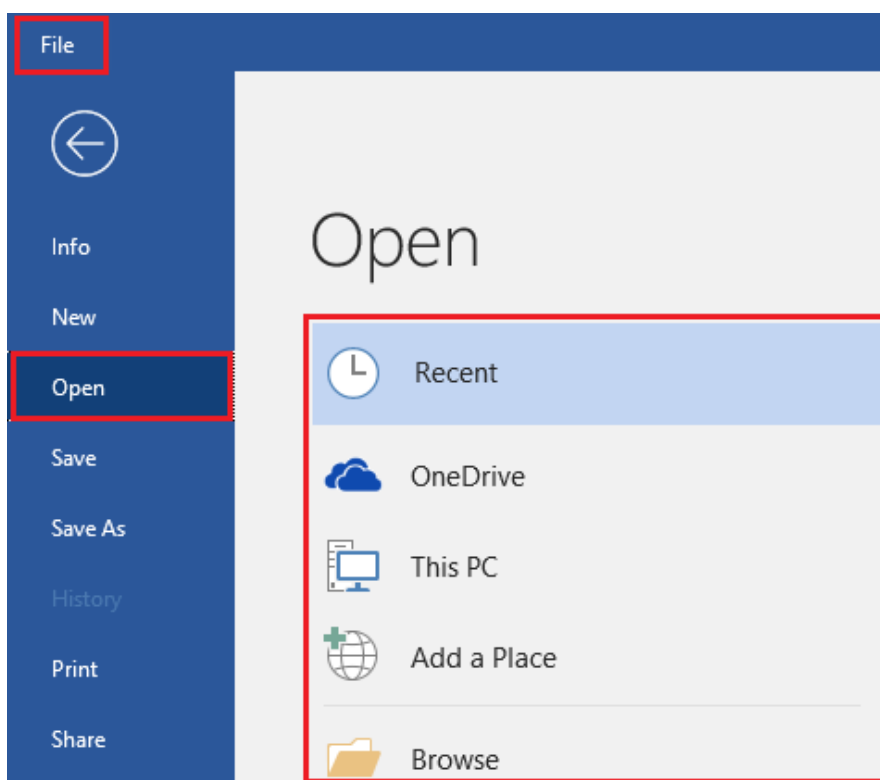 File
Info
New
Open
Save
Save As
History
Print
Share
Open
Recent
OneDrive
This PC
Add a Place
Browse